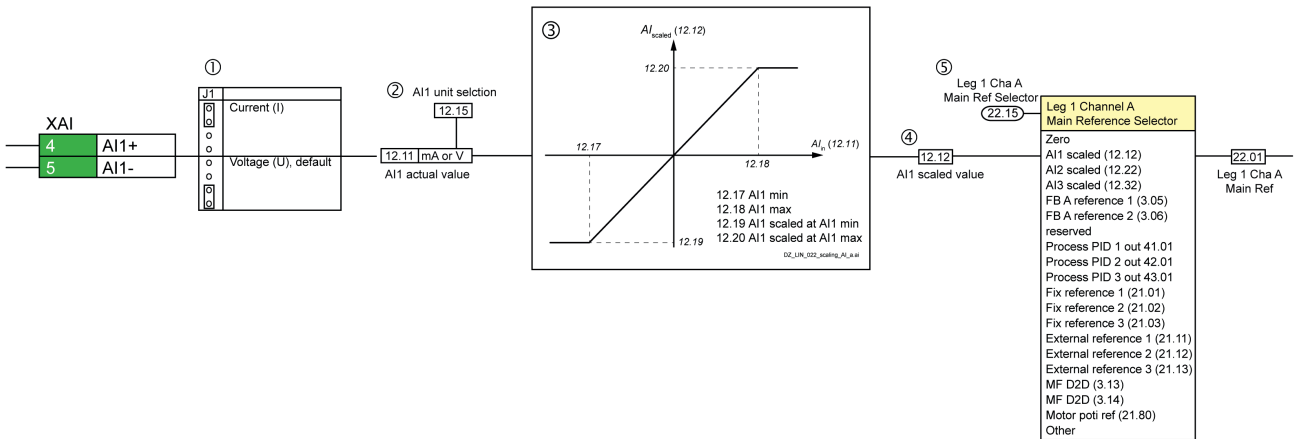 ①
J1
Current (I)
Voltage (U), default
XAI
4 AI1+
5 AI1-
② AI1 unit selction
12.15
12.11 mA or V
AI1 actual value
③
AIscaled (12.12)
12.20
12.17
12.18
AIin (12.11)
12.19
12.17 AI1 min
12.18 AI1 max
12.19 AI1 scaled at AI1 min
12.20 AI1 scaled at AI1 max
DZ_LIN_022_scaling_AI_a.ai
④
12.12
AI1 scaled value
⑤
Leg 1 Cha A
Main Ref Selector
22.15
Leg 1 Channel A
Main Reference Selector
Zero
AI1 scaled (12.12)
AI2 scaled (12.22)
AI3 scaled (12.32)
FB A reference 1 (3.05)
FB A reference 2 (3.06)
reserved
Process PID 1 out 41.01
Process PID 2 out 42.01
Process PID 3 out 43.01
Fix reference 1 (21.01)
Fix reference 2 (21.02)
Fix reference 3 (21.03)
External reference 1 (21.11)
External reference 2 (21.12)
External reference 3 (21.13)
MF D2D (3.13)
MF D2D (3.14)
Motor poti ref (21.80)
Other
22.01
Leg 1 Cha A
Main Ref